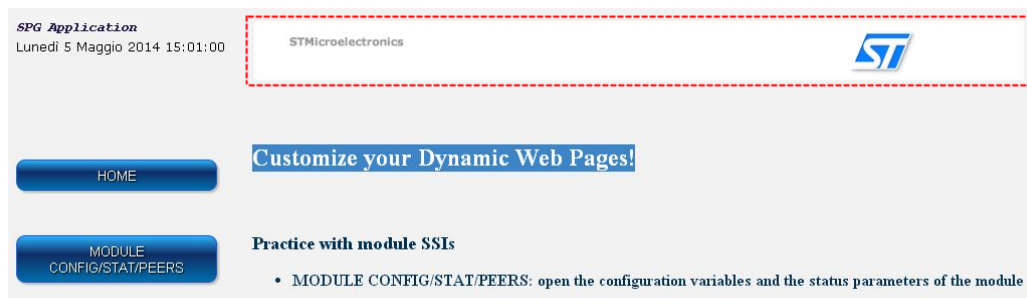 SPG Application
Lunedì 5 Maggio 2014 15:01:00
STMicroelectronics
ST
HOME
Customize your Dynamic Web Pages!
MODULE
CONFIG/STAT/PEERS
Practice with module SSIs
• MODULE CONFIG/STAT/PEERS: open the configuration variables and the status parameters of the module